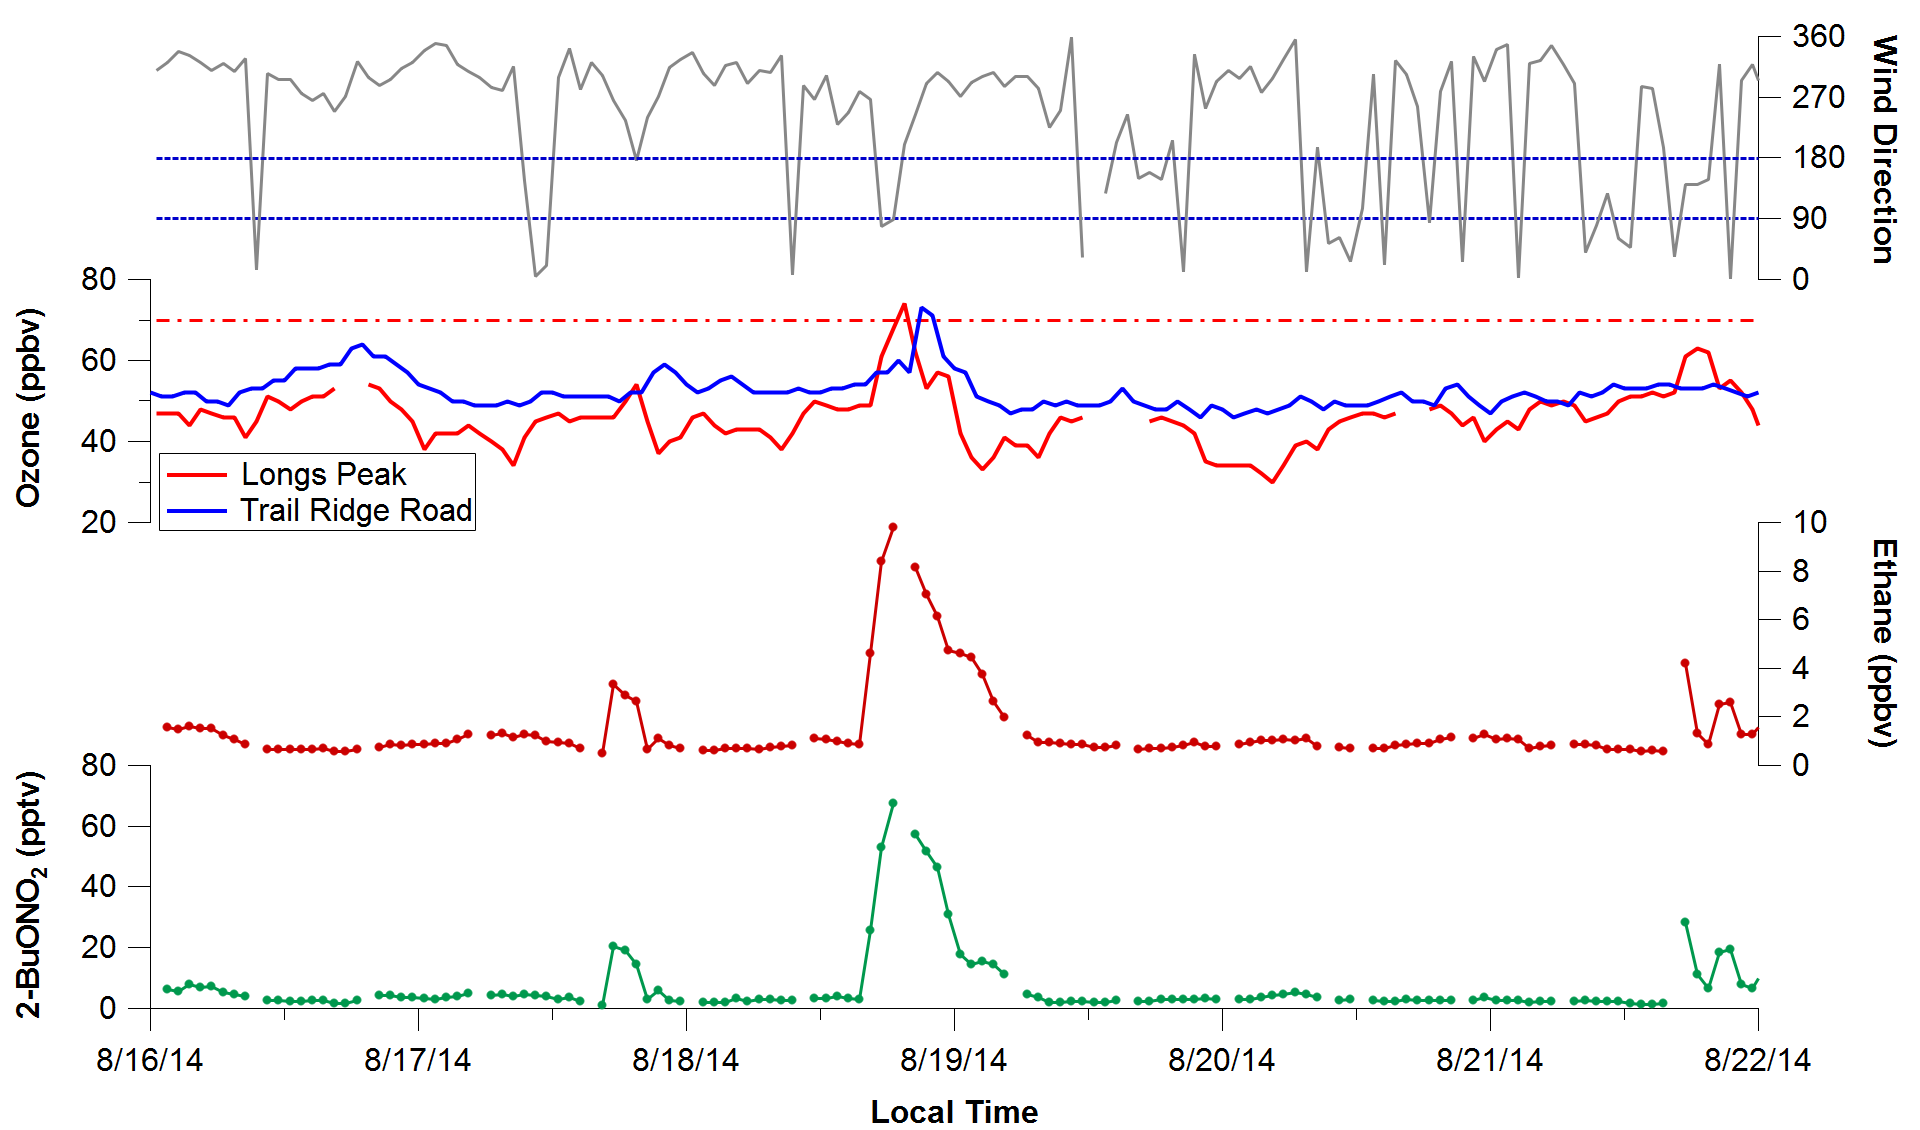 360
270
180
90
0
Wind Direction
80
60
40
20
Ozone (ppbv)
Longs Peak
Trail Ridge Road
10
8
6
4
2
0
Ethane (ppbv)
80
60
40
20
0
2-BuONO₂ (pptv)
8/16/14 8/17/14 8/18/14 8/19/14 8/20/14 8/21/14 8/22/14
Local Time